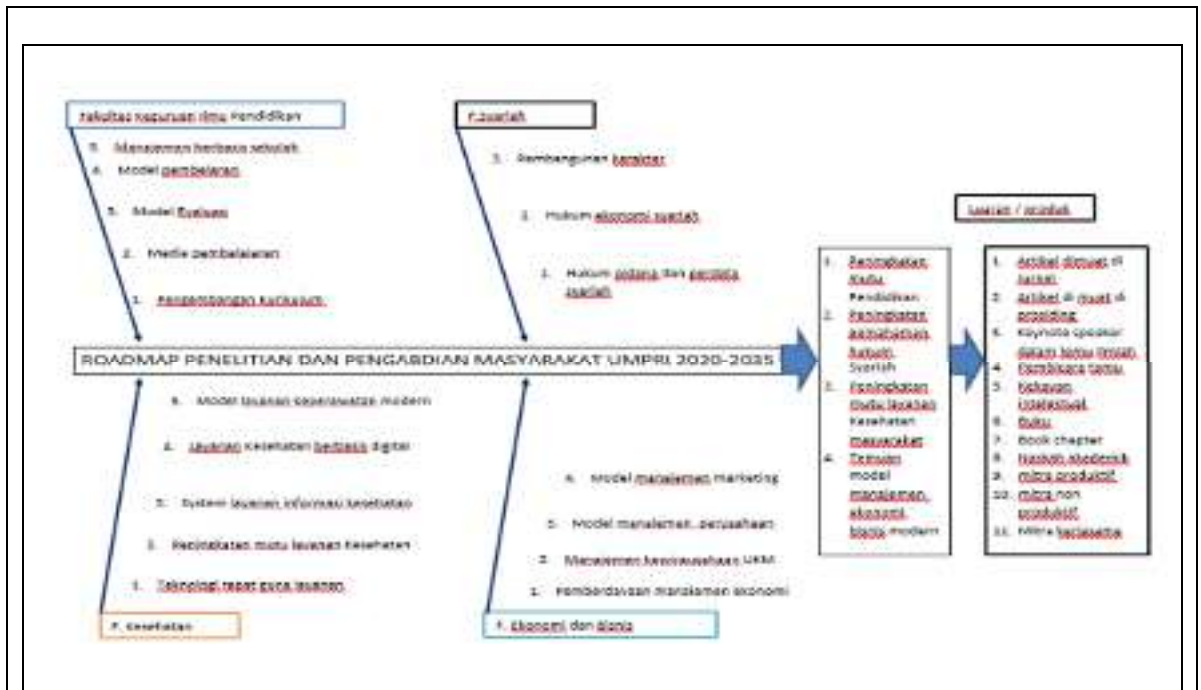 Fakultas Keguruan Ilmu Pendidikan
5. Manajemen berbasis sekolah
4. Model pembelaran
3. Model Evaluasi
2. Media pembelajaran
1. Pengembangan Kurikulum
F.Syariah
3. Pembangunan karakter
2. Hukum ekonomi syariah
1. Hukum pidana dan perdata
syariah
ROADMAP PENELITIAN DAN PENGABDIAN MASYARAKAT UMPRI 2020-2035
Model layanan keperawatan modern
4. Layanan Kesehatan berbasis digital
3. System layanan informasi kesehatan
2. Peningkatan mutu layanan Kesehatan
1. Teknologi tepat guna layanan
F. Kesehatan
4. Model manajemen marketing
3. Model manajemen perusahaan
2. Manajemen kewirausahaan UKM
1. Pemberdayaan manajemen ekonomi
F. Ekonomi dan Bisnis
1. Peningkatan
mutu
Pendidikan
2. Peningkatan
pemahaman
hukum
Syariah
3. Peningkatan
mutu layanan
Kesehatan
masyarakat
4. Temuan
model
manajemen,
ekonomi,
bisnis modern
Luaran / produk
1. Artikel dimuat di
jurnal
2. Artikel di muat di
prosiding
3. Keynote speaker
dalam temu ilmiah
4. Pembicara tamu
5. Kekayaan
intelektual
6. Buku
7. Book chapter
8. Naskah akademik
9. mitra produktif
10. mitra non
produktif
11. Mitra kerjasama